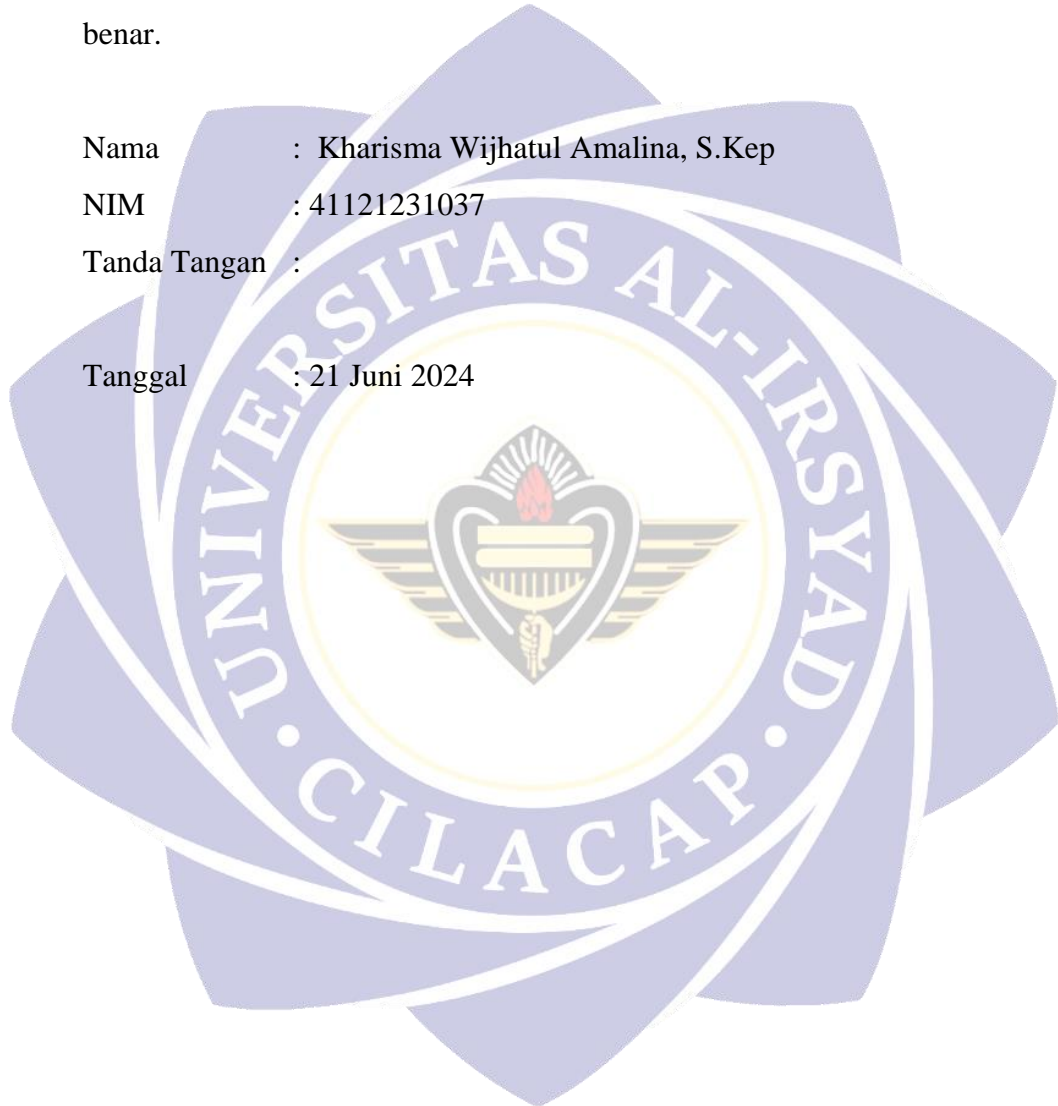 benar.
Nama : Kharisma Wijhatul Amalina, S.Kep
NIM : 41121231037
Tanda Tangan :
Tanggal : 21 Juni 2024
UNIVERSITAS AL-IRSYAD
• CILACAP •